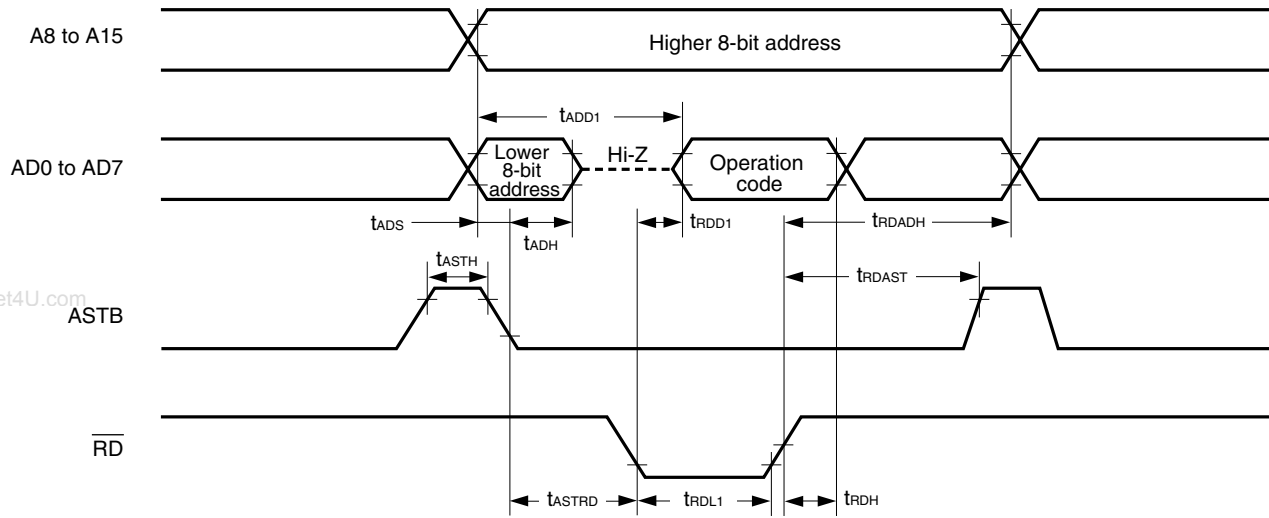 A8 to A15
Higher 8-bit address
tADD1
AD0 to AD7
Lower
8-bit
address
Hi-Z
Operation
code
tADS
tADH
tRDD1
tRDADH
tASTH
tRDAST
et4U.com
ASTB
RD
tASTRD
tRDL1
tRDH